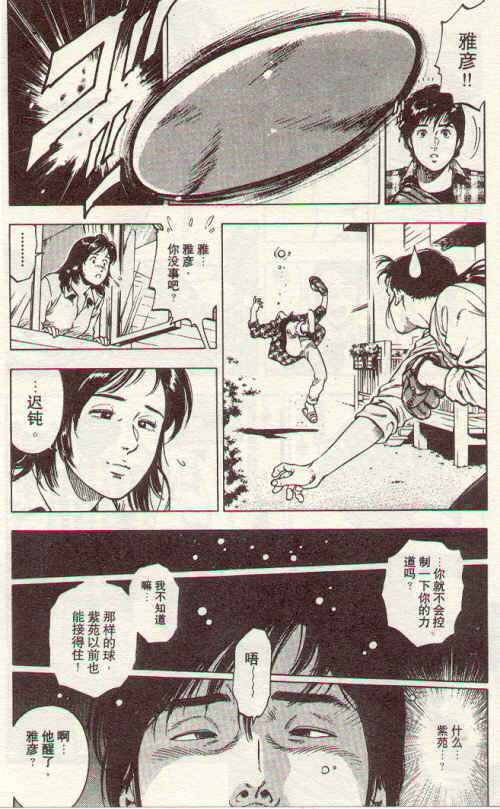 雅彦!!
雅…
雅彦，
你没事吧？
………
…
迟钝。
…你就不会控
制一下你的力
道吗？
我不知道
嘛…
那样的球，
紫苑以前也
能接得住！
唔～
什么…
紫苑…？
啊…
他醒了。
雅彦？